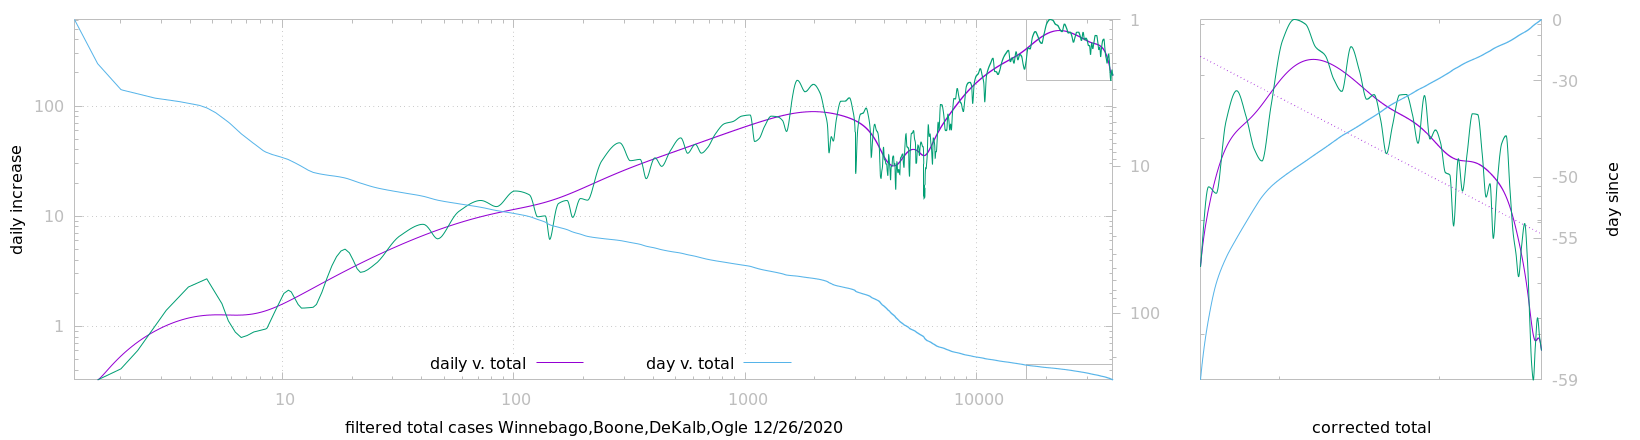 daily increase
100
10
1
10
100
1000
10000
1
10
100
daily v. total
day v. total
filtered total cases Winnebago,Boone,DeKalb,Ogle 12/26/2020
0
-30
-50
-55
-59
day since
corrected total